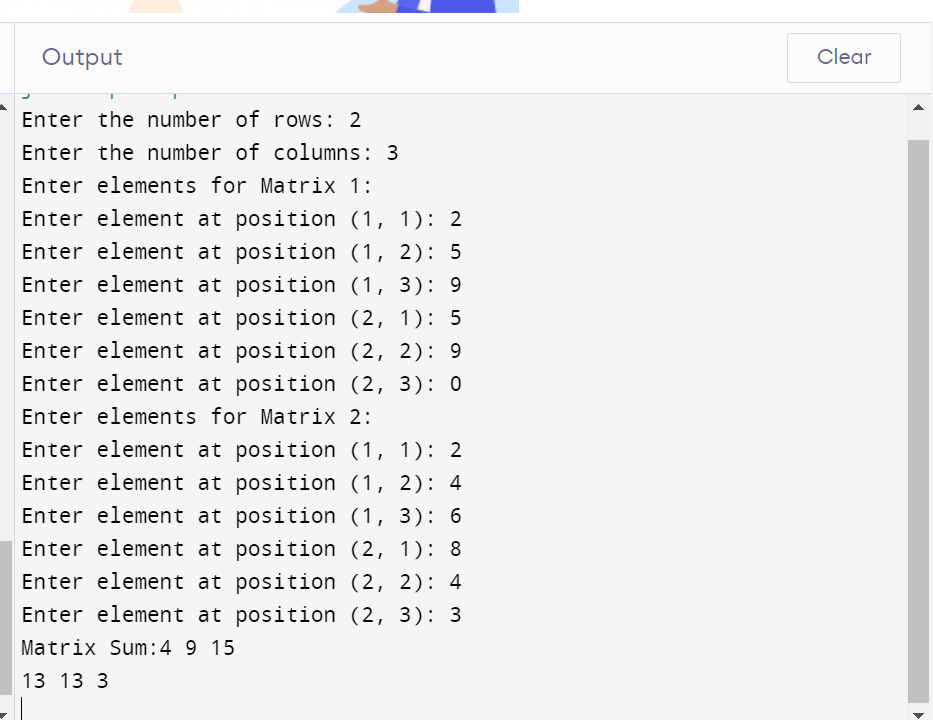 Output
Clear
Enter the number of rows: 2
Enter the number of columns: 3
Enter elements for Matrix 1:
Enter element at position (1, 1): 2
Enter element at position (1, 2): 5
Enter element at position (1, 3): 9
Enter element at position (2, 1): 5
Enter element at position (2, 2): 9
Enter element at position (2, 3): 0
Enter elements for Matrix 2:
Enter element at position (1, 1): 2
Enter element at position (1, 2): 4
Enter element at position (1, 3): 6
Enter element at position (2, 1): 8
Enter element at position (2, 2): 4
Enter element at position (2, 3): 3
Matrix Sum:4 9 15
13 13 3